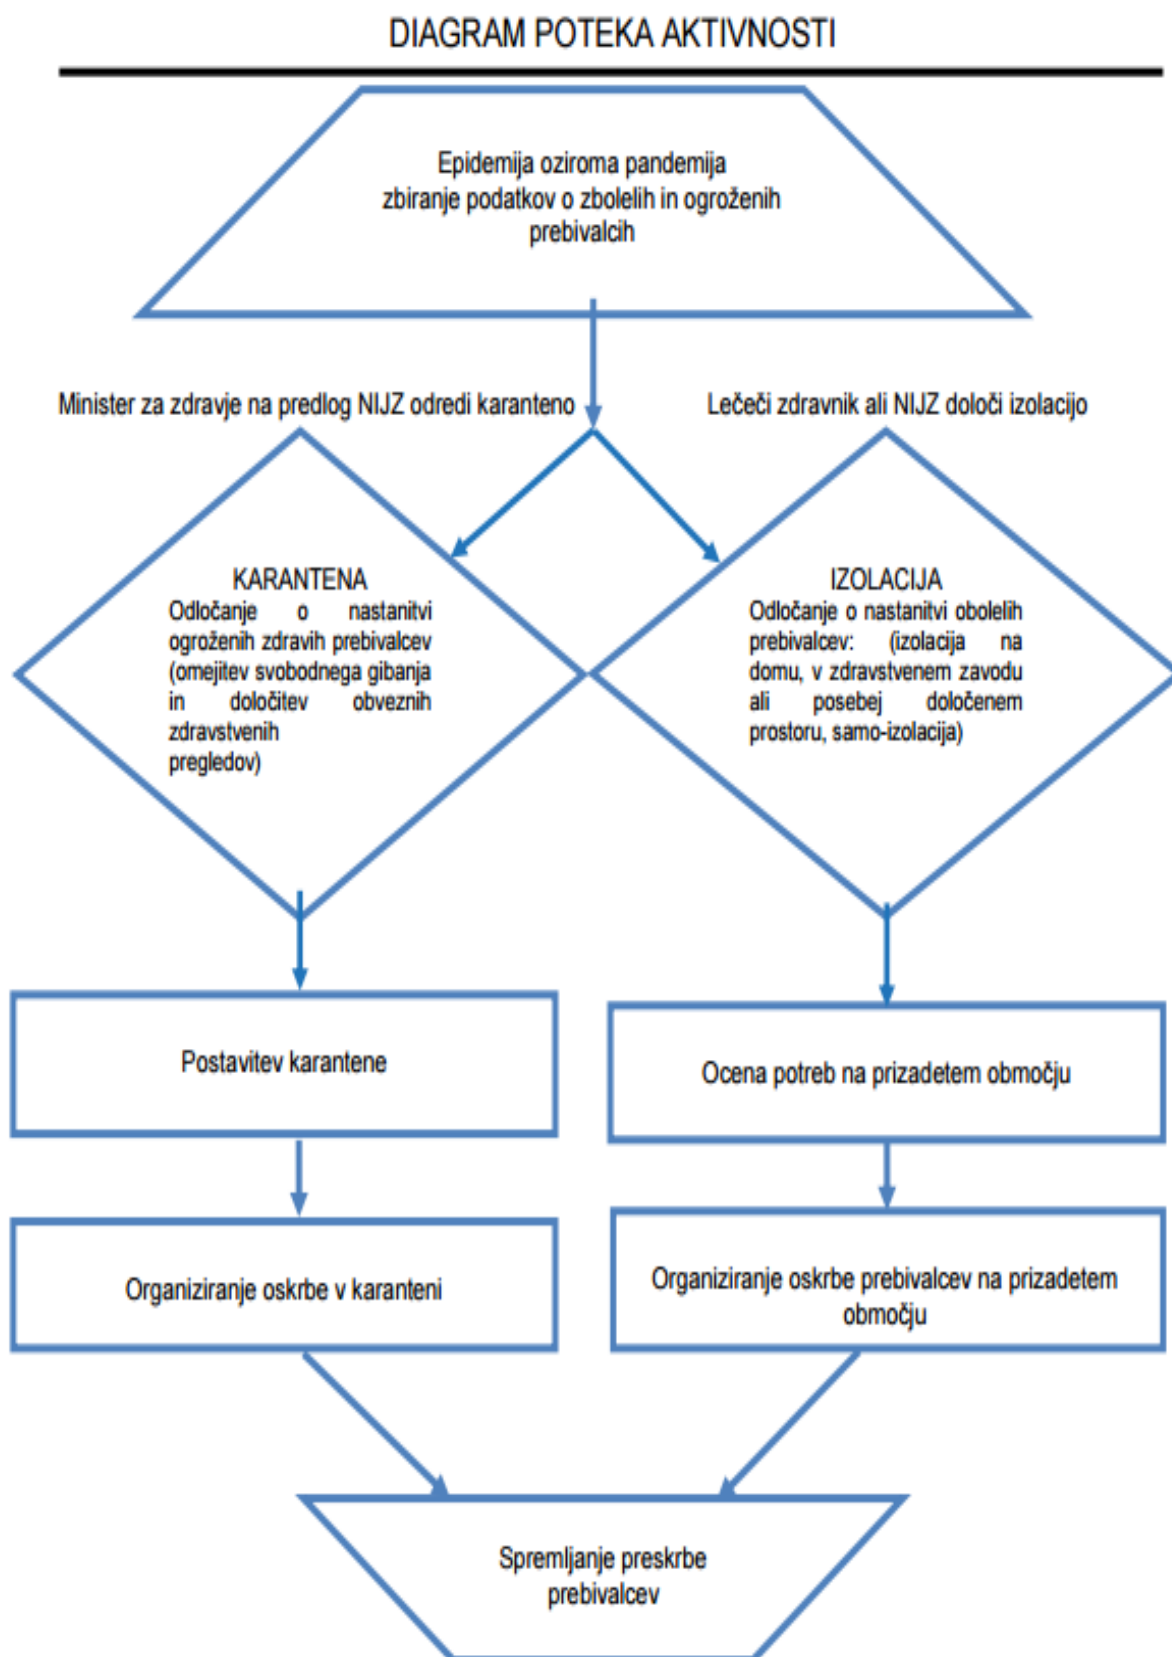 DIAGRAM POTEKA AKTIVNOSTI
Epidemija oziroma pandemija
zbiranje podatkov o zbolelih in ogroženih
prebivalcih
Minister za zdravje na predlog NIJZ odredi karanteno
Lečeči zdravnik ali NIJZ določi izolacijo
KARANTENA
Odločanje o nastanitvi
ogroženih zdravih prebivalcev
(omejitev svobodnega gibanja
in določitev obveznih
zdravstvenih
pregledov)
IZOLACIJA
Odločanje o nastanitvi obolelih
prebivalcev: (izolacija na
domu, v zdravstvenem zavodu
ali posebej določenem
prostoru, samo-izolacija)
Postavitev karantene
Ocena potreb na prizadetem območju
Organiziranje oskrbe v karanteni
Organiziranje oskrbe prebivalcev na prizadetem
območju
Spremljanje preskrbe
prebivalcev